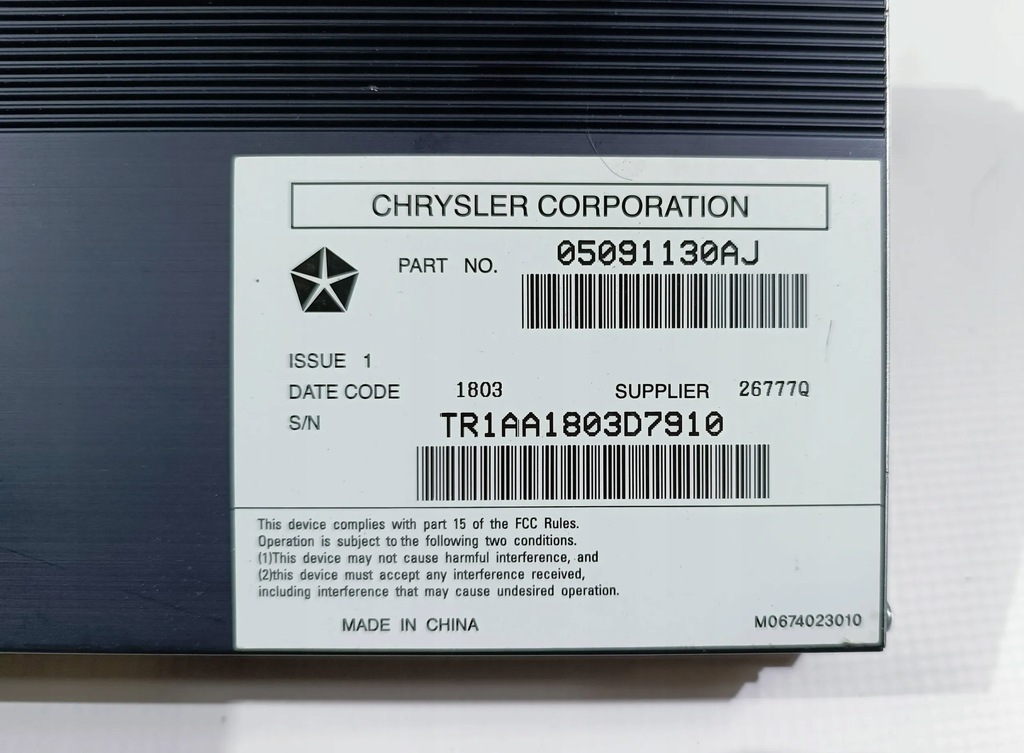 CHRYSLER CORPORATION
PART NO. 05091130AJ
ISSUE 1
DATE CODE 1803 SUPPLIER 26777Q
S/N TR1AA1803D7910
This device complies with part 15 of the FCC Rules.
Operation is subject to the following two conditions.
(1)This device may not cause harmful interference, and
(2)this device must accept any interference received,
including interference that may cause undesired operation.
MADE IN CHINA M0674023010